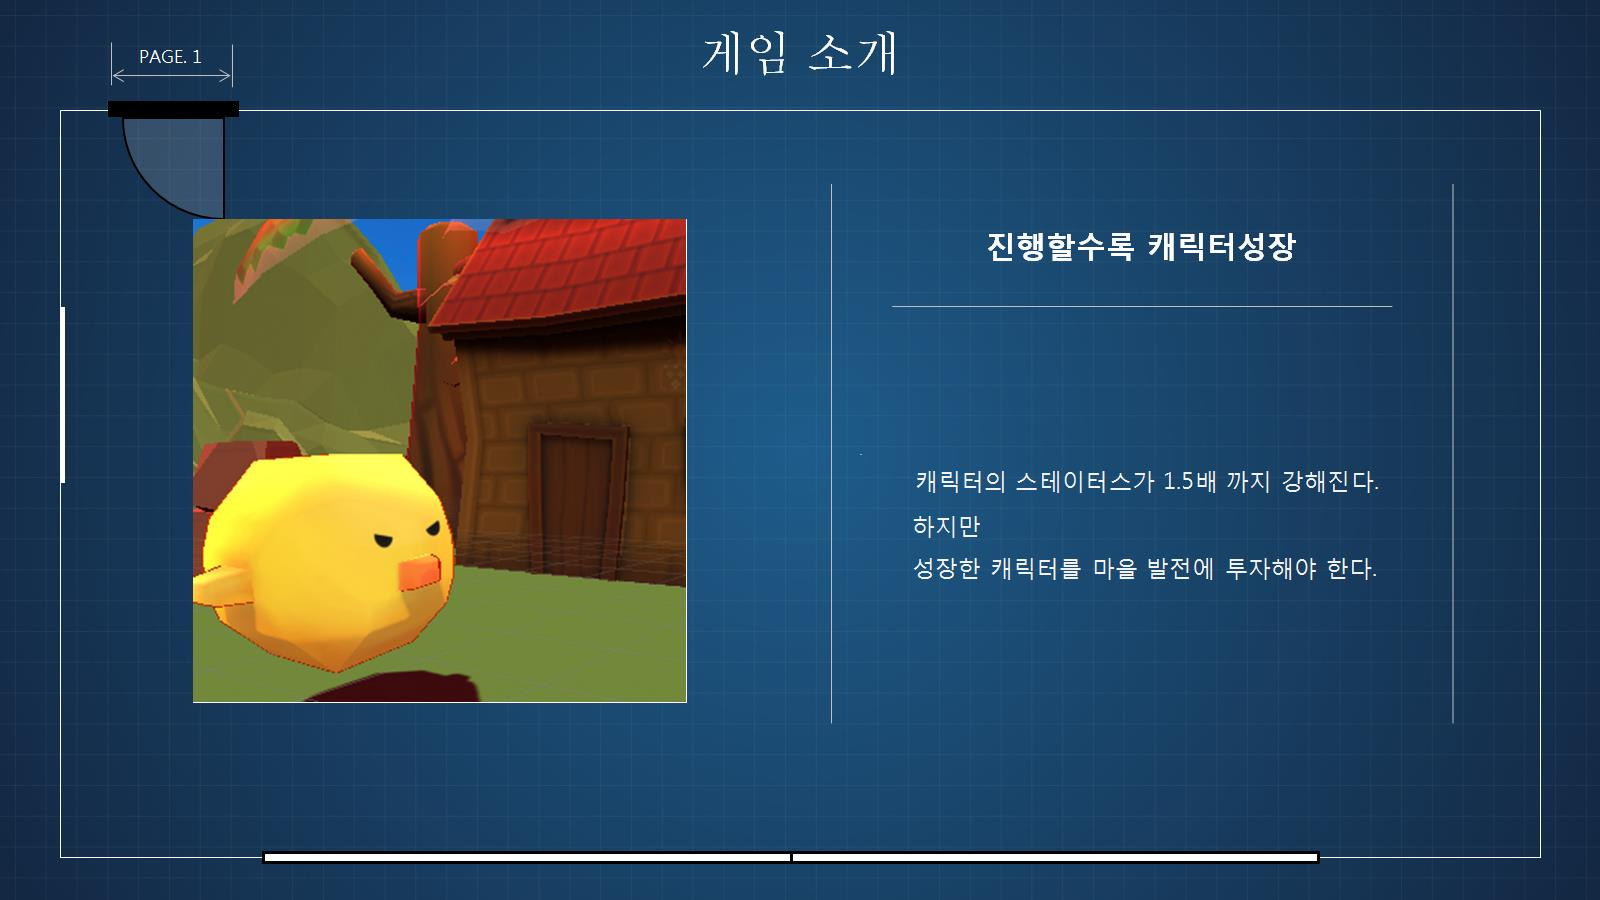 게임 소개
PAGE. 1
진행할수록 캐릭터성장
캐릭터의 스테이터스가 1.5배 까지 강해진다.
하지만
성장한 캐릭터를 마을 발전에 투자해야 한다.